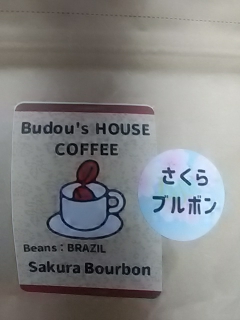 Budou's HOUSE
COFFEE
Beans：BRAZIL
Sakura Bourbon
さくら
ブルボン